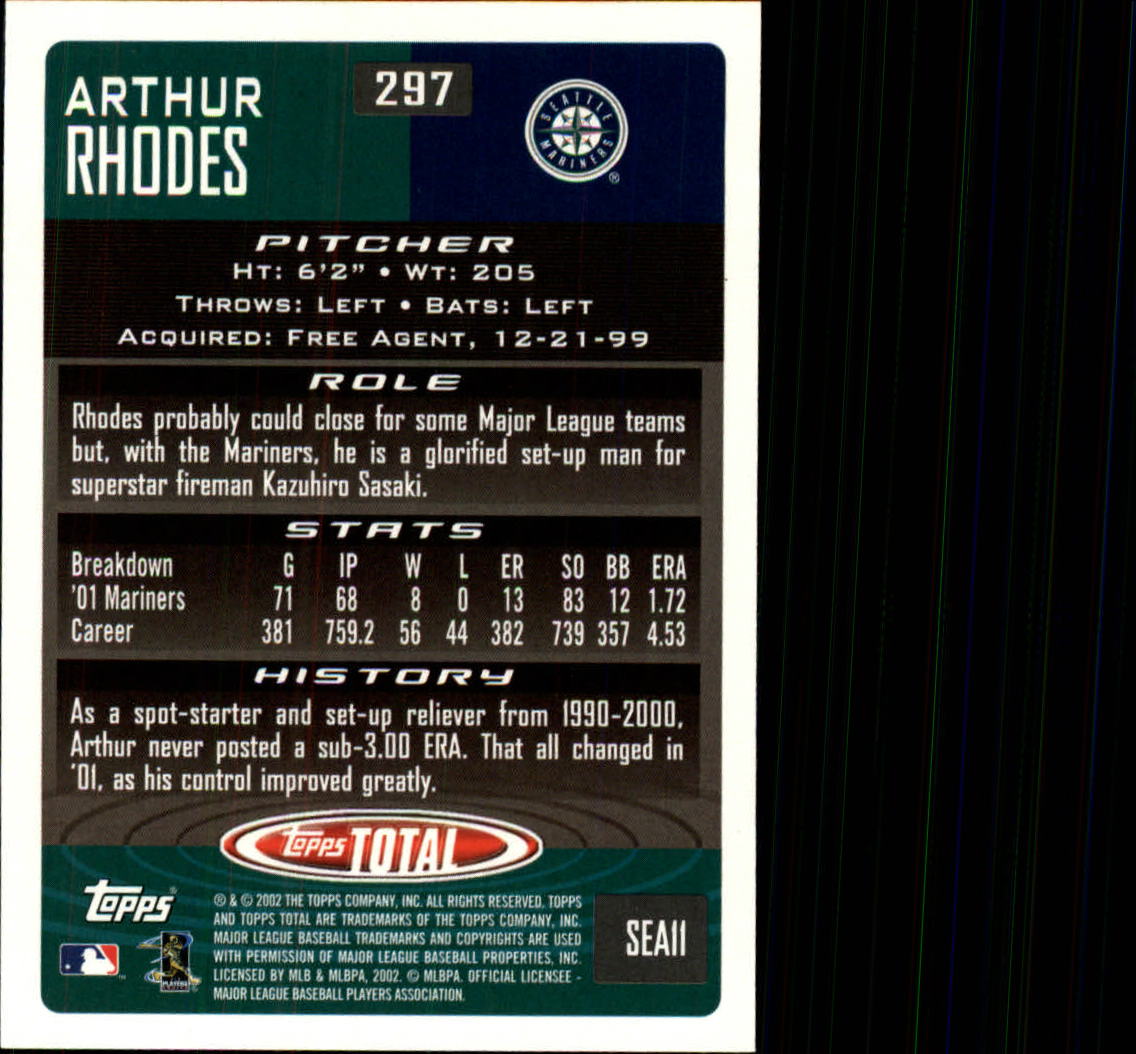 ARTHUR
RHODES
297
SEATTLE
MARINERS
®
PITCHER
HT: 6'2" • WT: 205
THROWS: LEFT • BATS: LEFT
ACQUIRED: FREE AGENT, 12-21-99
ROLE
Rhodes probably could close for some Major League teams
but, with the Mariners, he is a glorified set-up man for
superstar fireman Kazuhiro Sasaki.
STATS
Breakdown G IP W L ER SO BB ERA
'01 Mariners 71 68 8 0 13 83 12 1.72
Career 381 759.2 56 44 382 739 357 4.53
HISTORY
As a spot-starter and set-up reliever from 1990-2000,
Arthur never posted a sub-3.00 ERA. That all changed in
'01, as his control improved greatly.
topps TOTAL
topps®
® & © 2002 THE TOPPS COMPANY, INC. ALL RIGHTS RESERVED. TOPPS
AND TOPPS TOTAL ARE TRADEMARKS OF THE TOPPS COMPANY, INC.
MAJOR LEAGUE BASEBALL TRADEMARKS AND COPYRIGHTS ARE USED
WITH PERMISSION OF MAJOR LEAGUE BASEBALL PROPERTIES, INC.
LICENSED BY MLB & MLBPA, 2002. © MLBPA. OFFICIAL LICENSEE -
MAJOR LEAGUE BASEBALL PLAYERS ASSOCIATION.
SEA11
™
PLAYERS